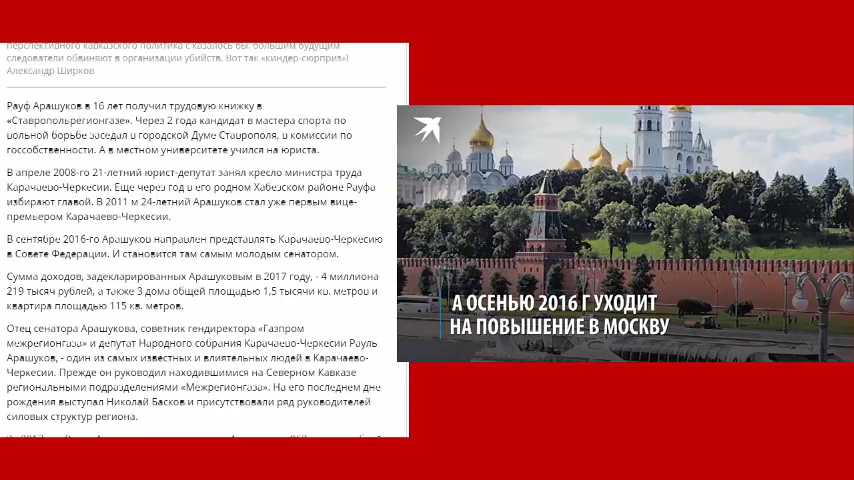 перспективного кавказского политика с казалось бы, большим будущим
следователи обвиняют в организации убийств. Вот так «киндер-сюрприз»!
Александр Ширков
Рауф Арашуков в 16 лет получил трудовую книжку в
«Ставропольрегионгазе». Через 2 года кандидат в мастера спорта по
вольной борьбе заседал в городской Думе Ставрополя, в комиссии по
госсобственности. А в местном университете учился на юриста.
В апреле 2008-го 21-летний юрист-депутат занял кресло министра труда
Карачаево-Черкесии. Еще через год в его родном Хабезском районе Рауфа
избирают главой. В 2011 м 24-летний Арашуков стал уже первым вице-
премьером Карачаево-Черкесии.
В сентябре 2016-го Арашуков направлен представлять Карачаево-Черкесию
в Совете Федерации. И становится там самым молодым сенатором.
Сумма доходов, задекларированных Арашуковым в 2017 году, - 4 миллиона
219 тысяч рублей, а также 3 дома общей площадью 1,5 тысячи кв. метров и
квартира площадью 115 кв. метров.
Отец сенатора Арашукова, советник гендиректора «Газпром
межрегионгаза» и депутат Народного собрания Карачаево-Черкесии Рауль
Арашуков, - один из самых известных и влиятельных людей в Карачаево-
Черкесии. Прежде он руководил находившимися на Северном Кавказе
региональными подразделениями «Межрегионгаза». На его последнем дне
рождения выступал Николай Басков и присутствовали ряд руководителей
силовых структур региона.
А ОСЕНЬЮ 2016 Г УХОДИТ
НА ПОВЫШЕНИЕ В МОСКВУ